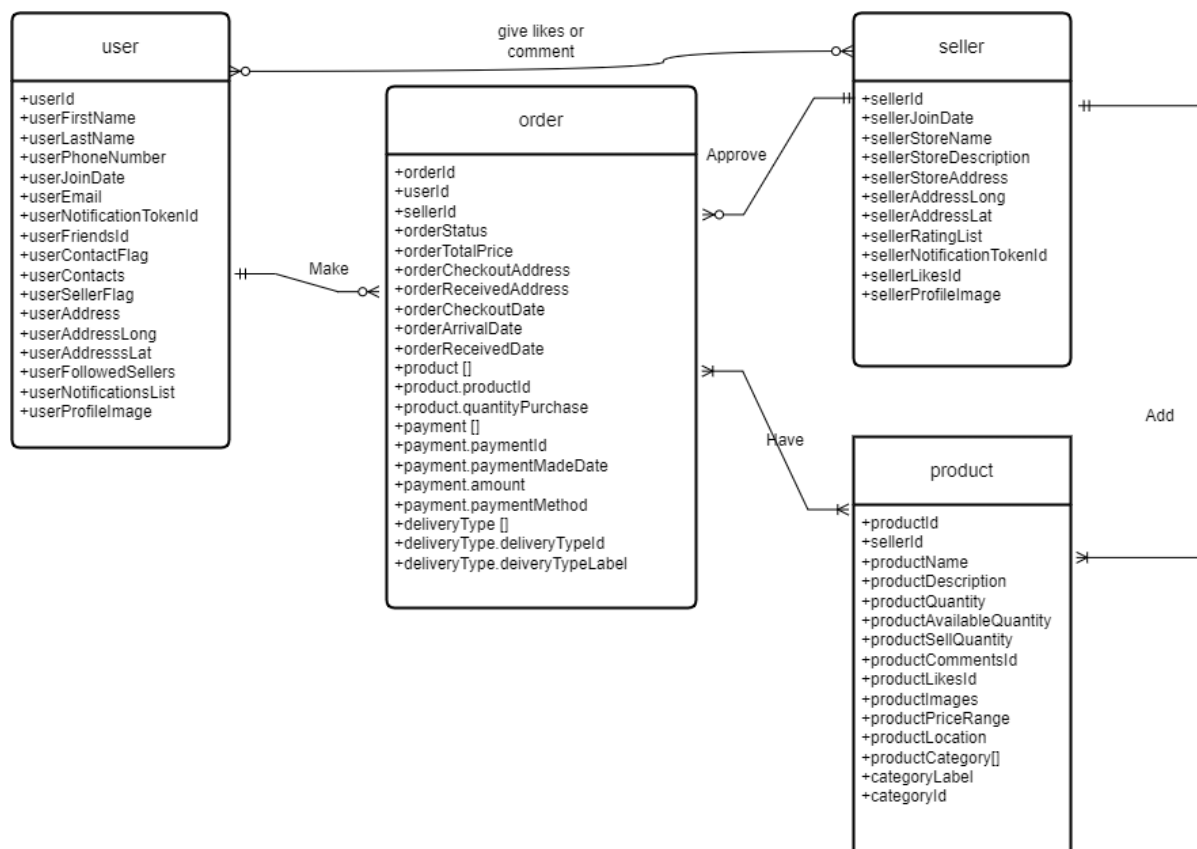 user
+userId
+userFirstName
+userLastName
+userPhoneNumber
+userJoinDate
+userEmail
+userNotificationTokenId
+userFriendsId
+userContactFlag
+userContacts
+userSellerFlag
+userAddress
+userAddressLong
+userAddresssLat
+userFollowedSellers
+userNotificationsList
+userProfileImage
give likes or
comment
Make
order
+orderId
+userId
+sellerId
+orderStatus
+orderTotalPrice
+orderCheckoutAddress
+orderReceivedAddress
+orderCheckoutDate
+orderArrivalDate
+orderReceivedDate
+product []
+product.productId
+product.quantityPurchase
+payment []
+payment.paymentId
+payment.paymentMadeDate
+payment.amount
+payment.paymentMethod
+deliveryType []
+deliveryType.deliveryTypeId
+deliveryType.deiveryTypeLabel
Approve
Have
seller
+sellerId
+sellerJoinDate
+sellerStoreName
+sellerStoreDescription
+sellerStoreAddress
+sellerAddressLong
+sellerAddressLat
+sellerRatingList
+sellerNotificationTokenId
+sellerLikesId
+sellerProfileImage
Add
product
+productId
+sellerId
+productName
+productDescription
+productQuantity
+productAvailableQuantity
+productSellQuantity
+productCommentsId
+productLikesId
+productImages
+productPriceRange
+productLocation
+productCategory[]
+categoryLabel
+categoryId